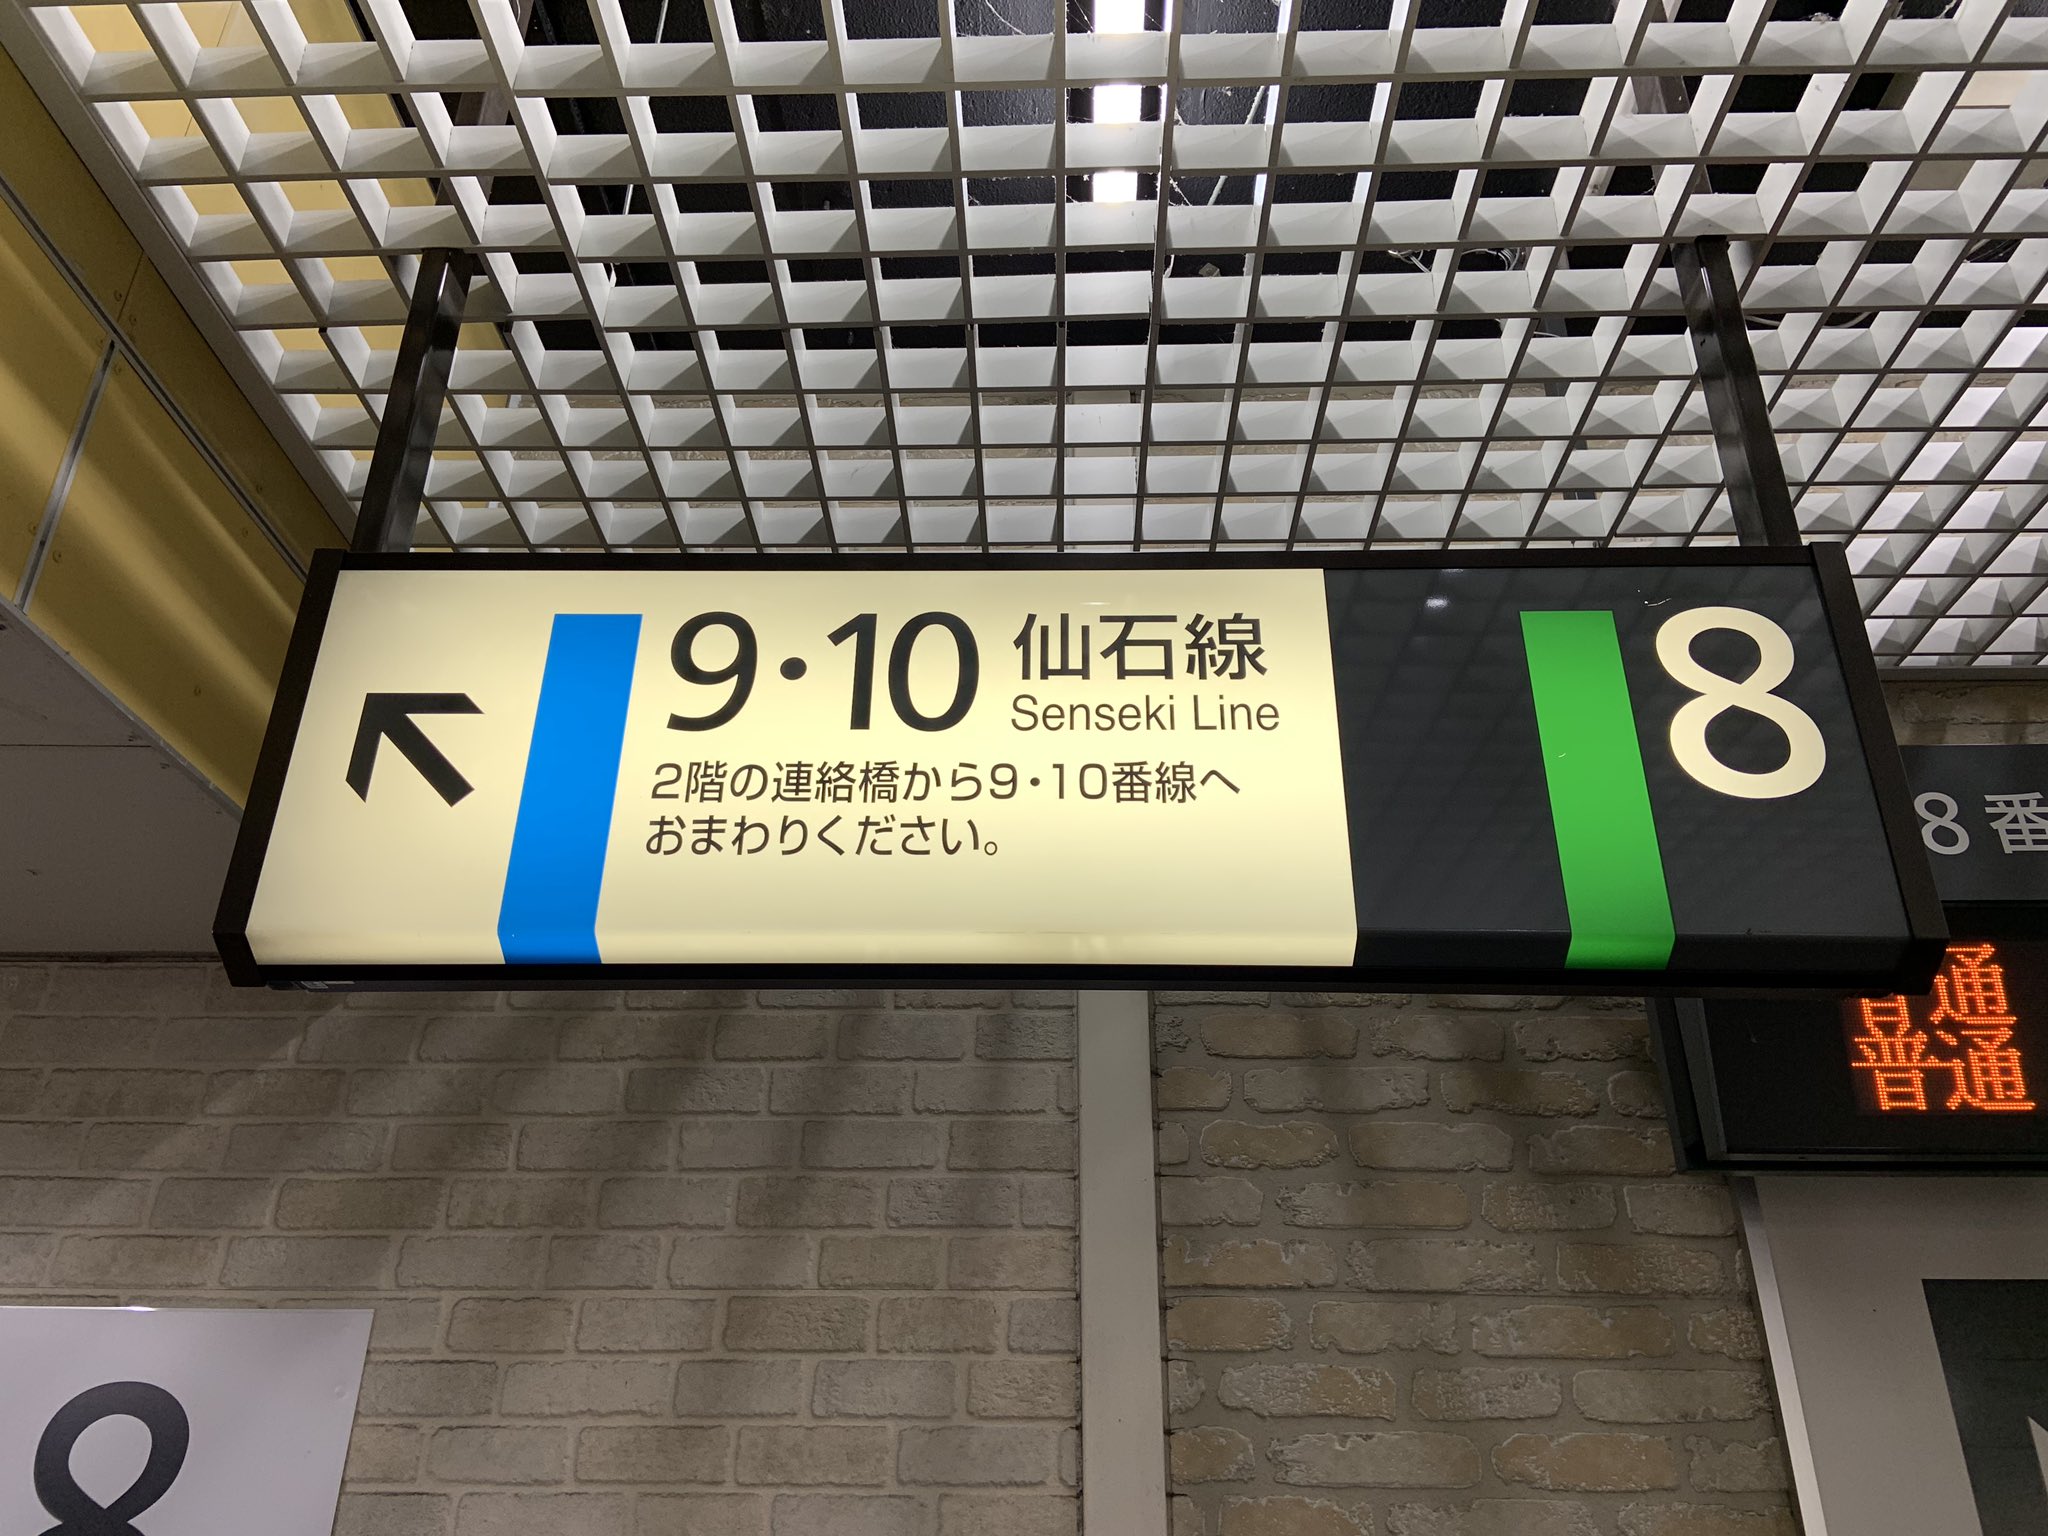 9・10 仙石線
Senseki Line
2階の連絡橋から9・10番線へ
おまわりください。
8
8番
普通
普通
8